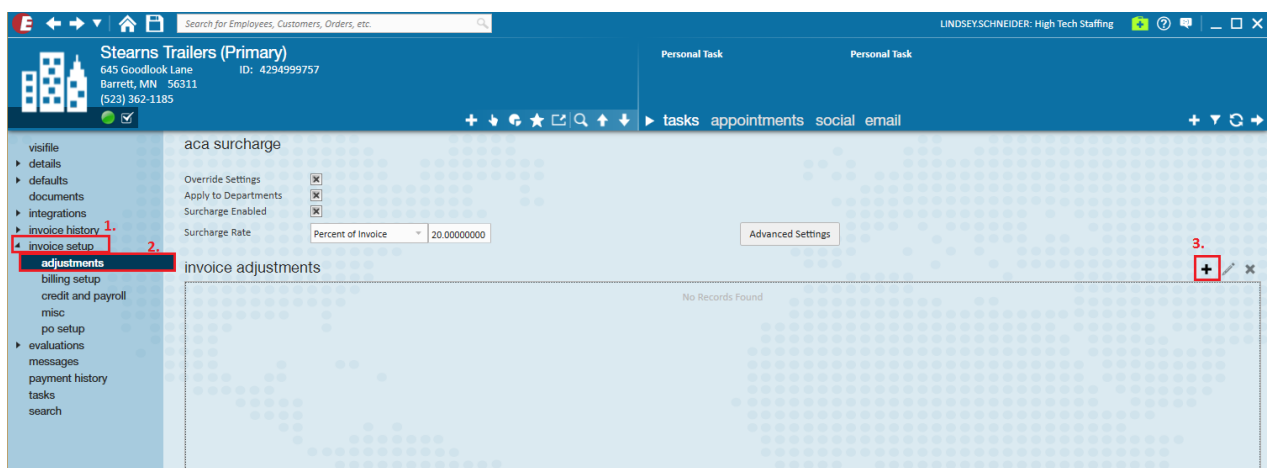 E
Search for Employees, Customers, Orders, etc.
LINDSEY.SCHNEIDER: High Tech Staffing
Stearns Trailers (Primary)
645 Goodlook Lane ID: 4294999757
Barrett, MN 56311
(523) 362-1185
Personal Task Personal Task
tasks appointments social email
visifile
details
defaults
documents
integrations
invoice history 1.
invoice setup 2.
adjustments
billing setup
credit and payroll
misc
po setup
evaluations
messages
payment history
tasks
search
aca surcharge
Override Settings
Apply to Departments
Surcharge Enabled
Surcharge Rate Percent of Invoice 20.00000000 Advanced Settings
3.
invoice adjustments
No Records Found